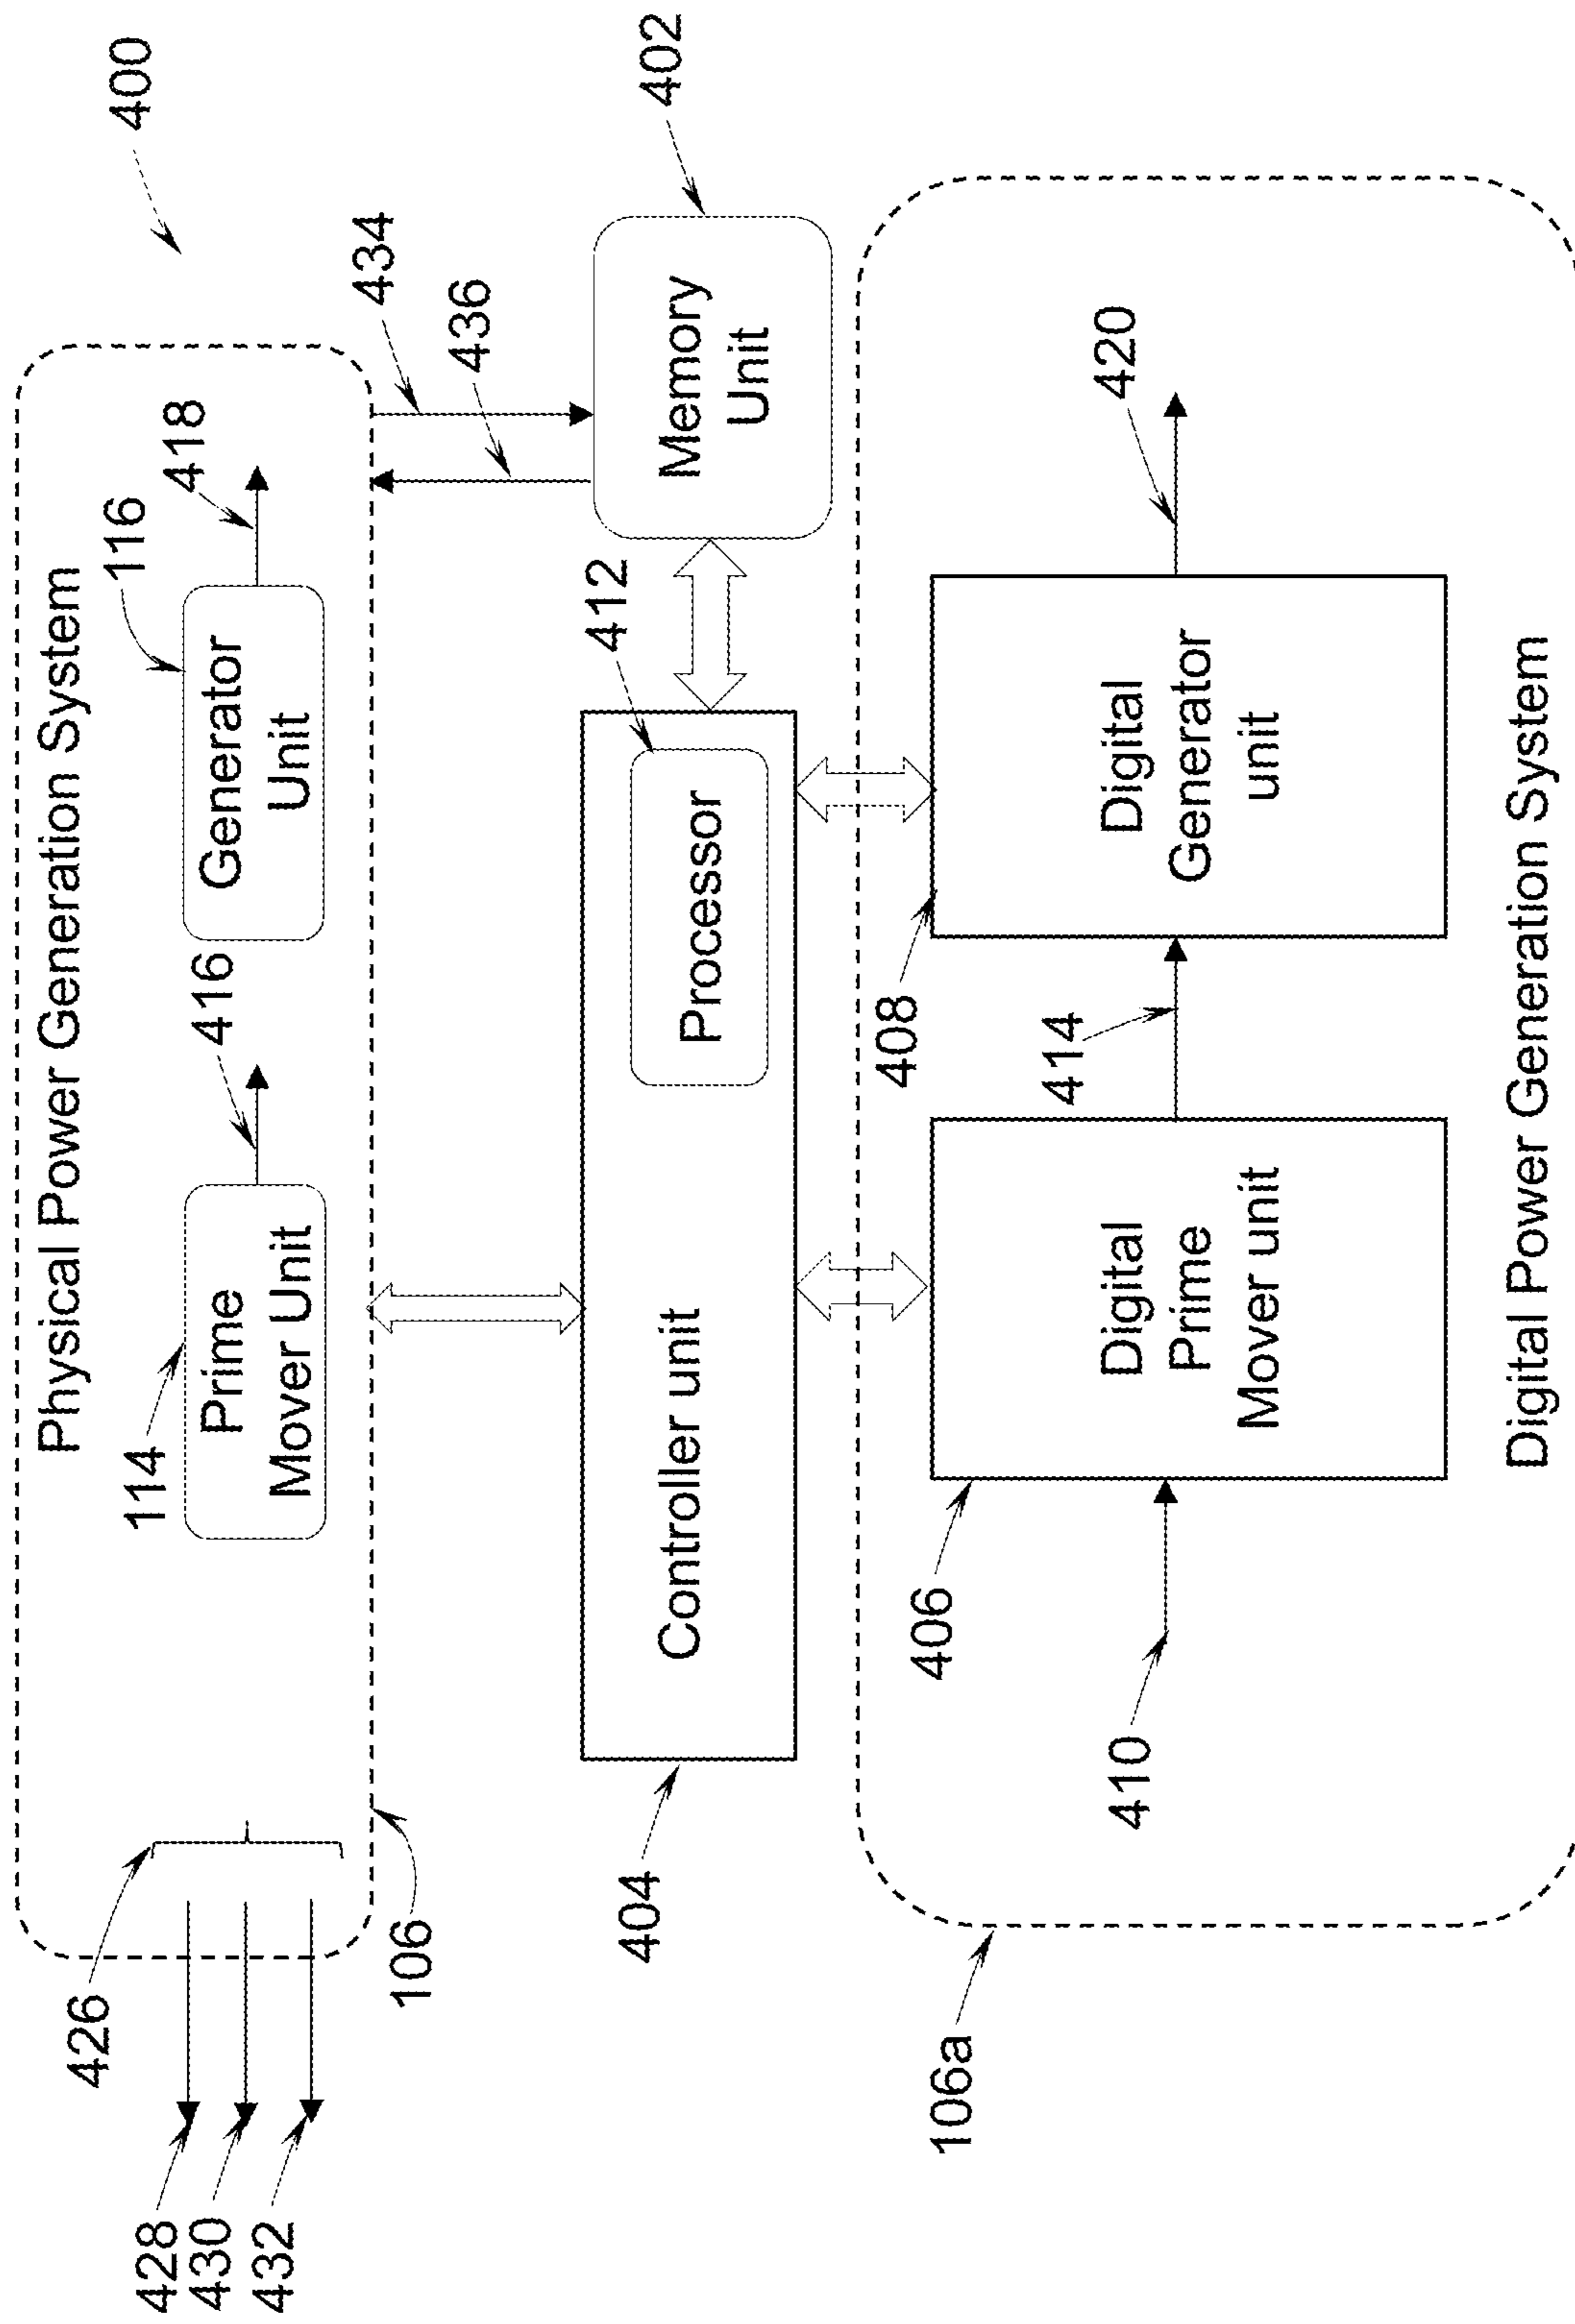 400
Physical Power Generation System
426
428
430
432
114
Prime
Mover Unit
416
116
Generator
Unit
418
106
434
436
404
Controller unit
412
Processor
Memory
Unit
402
106a
410
406
Digital
Prime
Mover unit
414
408
Digital
Generator
unit
420
Digital Power Generation System